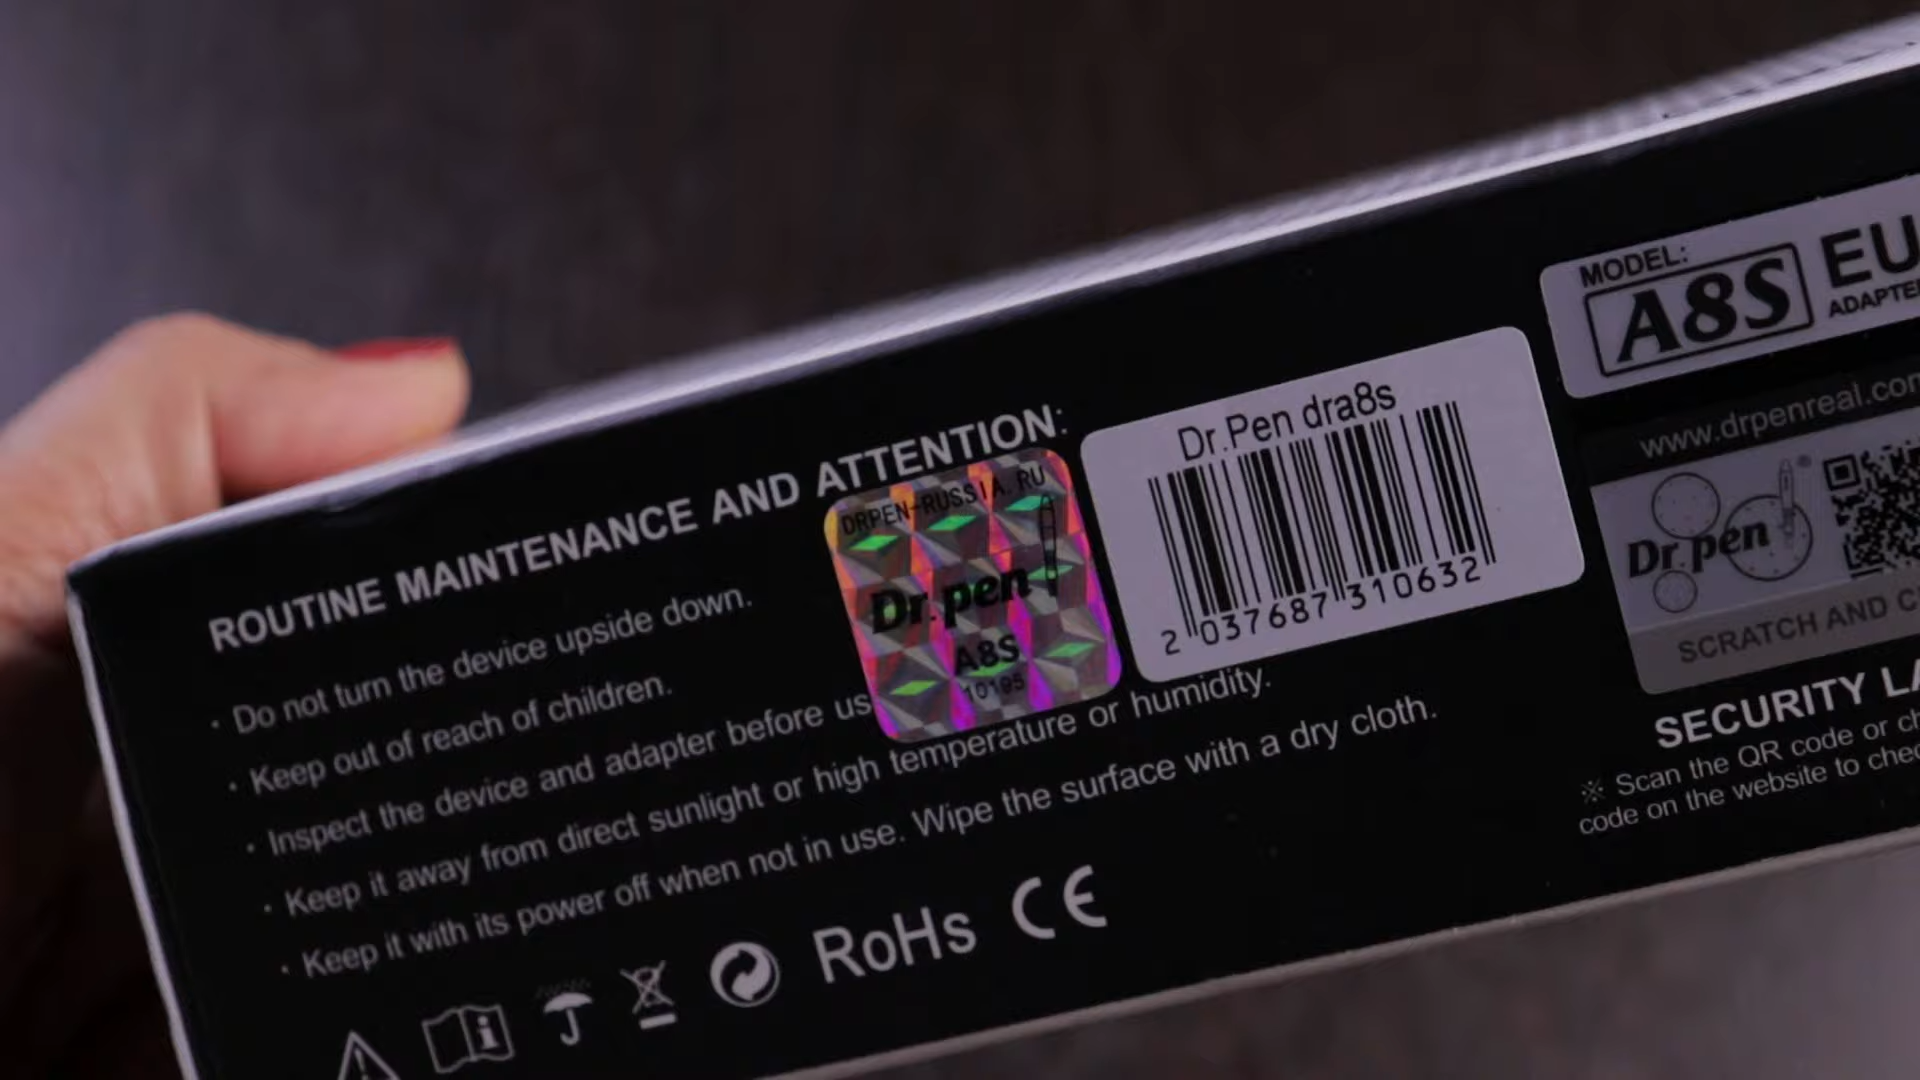 ROUTINE MAINTENANCE AND ATTENTION:
· Do not turn the device upside down.
· Keep out of reach of children.
· Inspect the device and adapter before us
· Keep it away from direct sunlight or high temperature or humidity.
· Keep it with its power off when not in use. Wipe the surface with a dry cloth.
RoHs CE
DRPEN-RUSSIA.RU
Dr.pen
A8S
10195
Dr.Pen dra8s
2 037687 310632
MODEL:
A8S EU
ADAPTE
www.drpenreal.com
Dr.pen®
SCRATCH AND C
SECURITY LA
※ Scan the QR code or ch
code on the website to chec